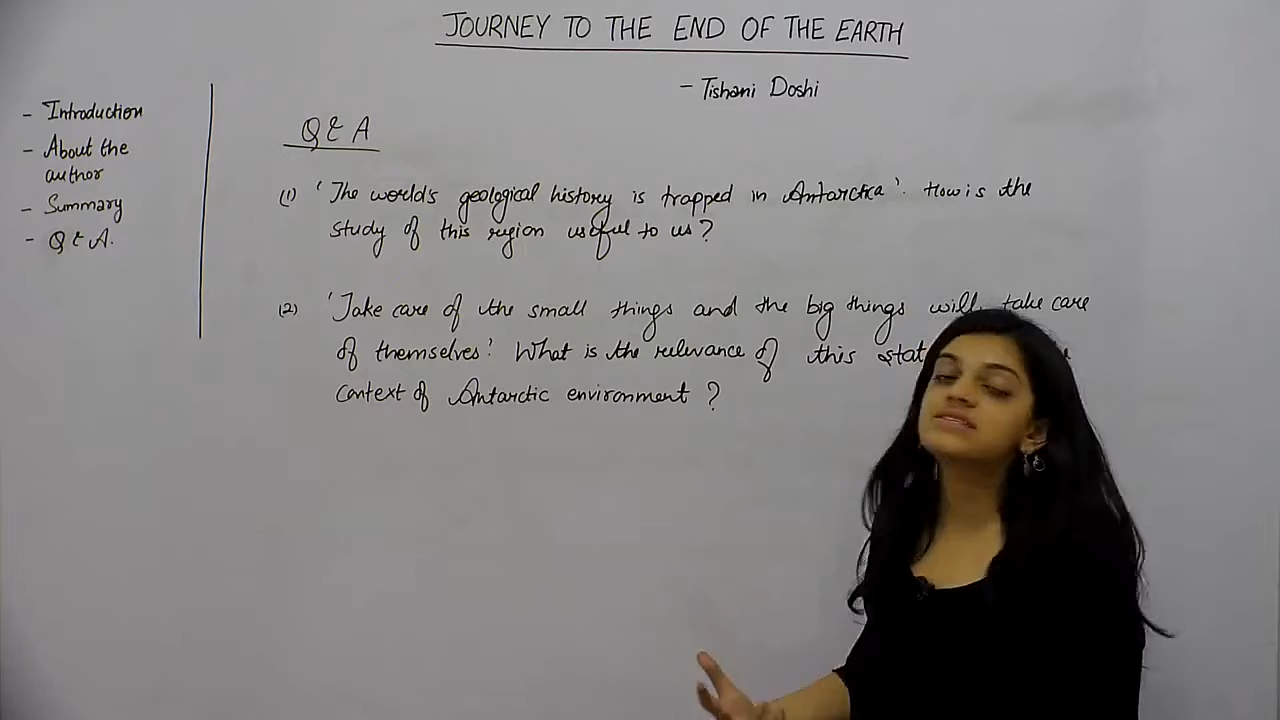 JOURNEY TO THE END OF THE EARTH
- Tishani Doshi
- Introduction
- About the
author
- Summary
- Q & A.
Q & A
(1) 'The world's geological history is trapped in Antarctica'. How is the
study of this region useful to us?
(2) 'Take care of the small things and the big things will take care
of themselves.' What is the relevance of this
context of Antarctic environment ?